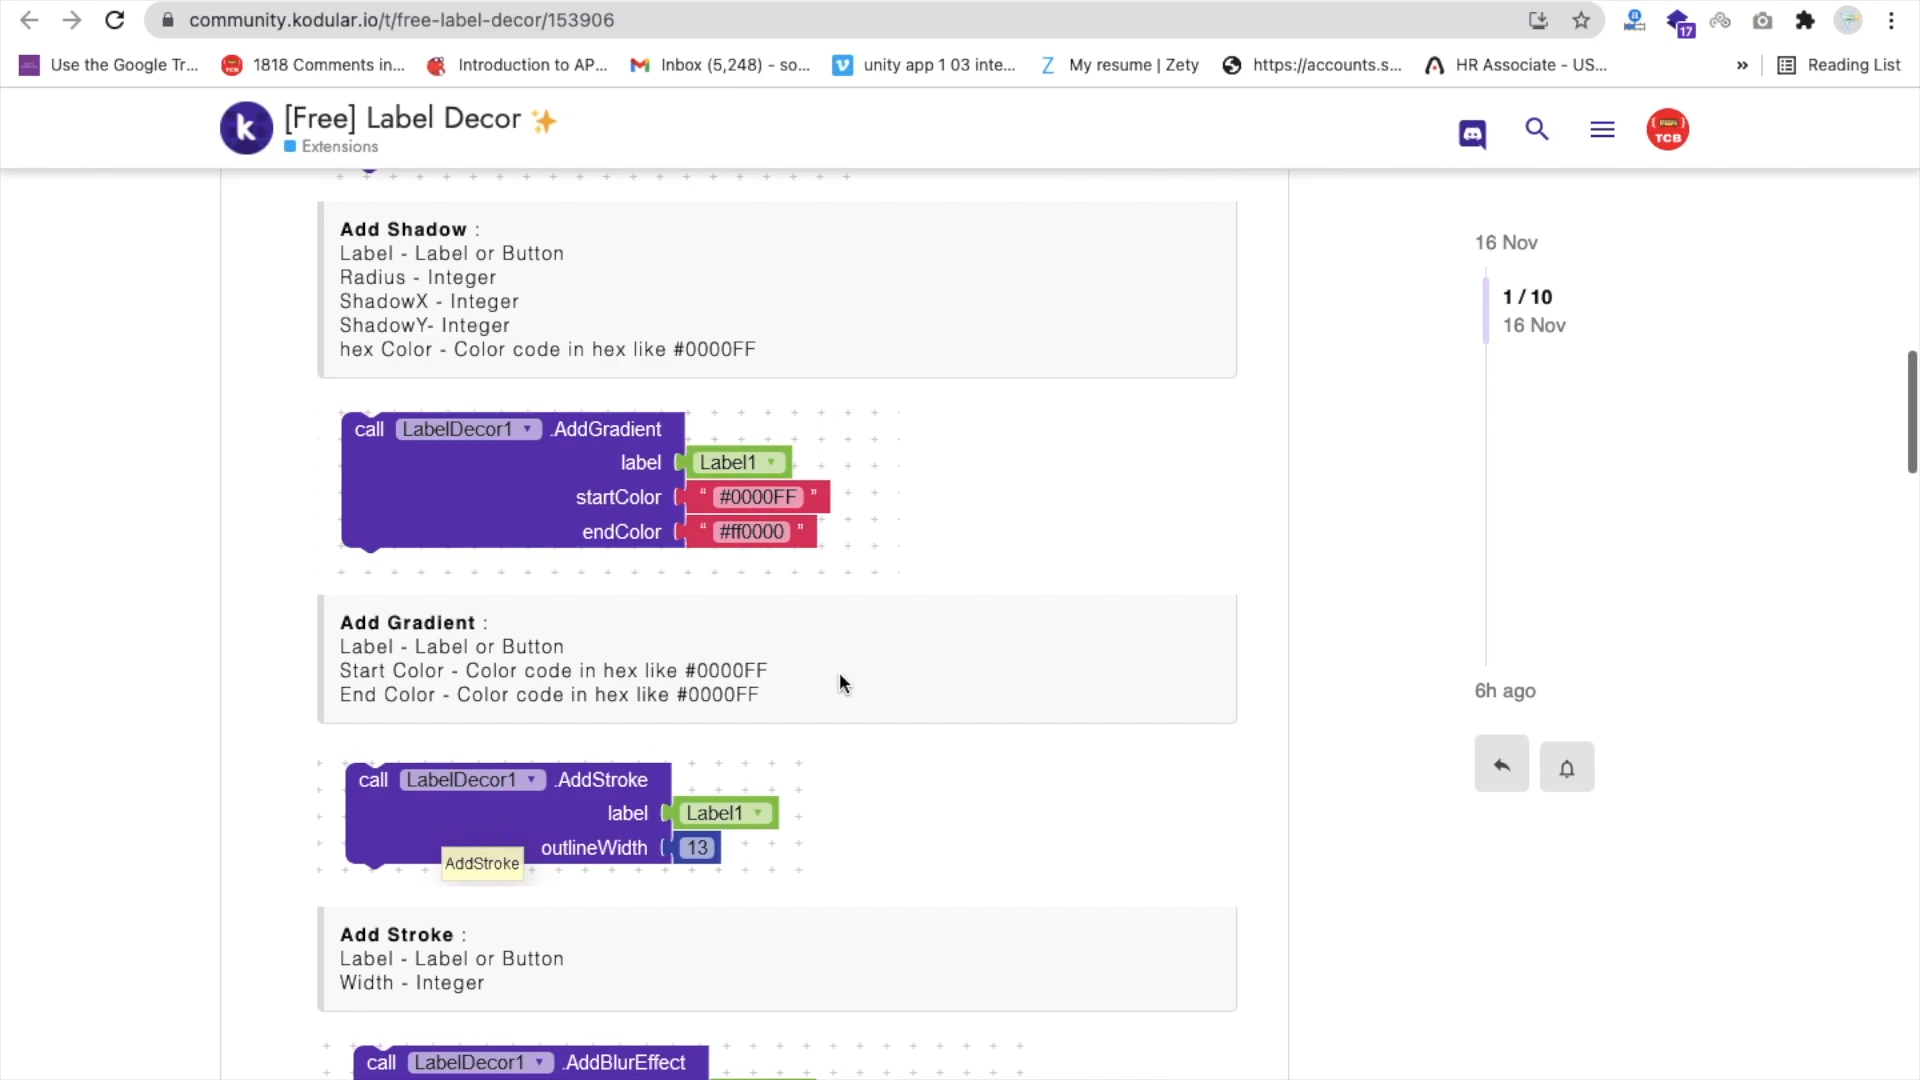 community.kodular.io/t/free-label-decor/153906
17
Use the Google Tr...
1818 Comments in...
Introduction to AP...
Inbox (5,248) - so...
unity app 1 03 inte...
My resume | Zety
https://accounts.s...
HR Associate - US...
»
Reading List
k
[Free] Label Decor
Extensions
TCB
Add Shadow :
Label - Label or Button
Radius - Integer
ShadowX - Integer
ShadowY- Integer
hex Color - Color code in hex like #0000FF
call LabelDecor1 .AddGradient
label Label1
startColor “ #0000FF ”
endColor “ #ff0000 ”
Add Gradient :
Label - Label or Button
Start Color - Color code in hex like #0000FF
End Color - Color code in hex like #0000FF
call LabelDecor1 .AddStroke
label Label1
outlineWidth 13
AddStroke
Add Stroke :
Label - Label or Button
Width - Integer
call LabelDecor1 .AddBlurEffect
16 Nov
1 / 10
16 Nov
6h ago